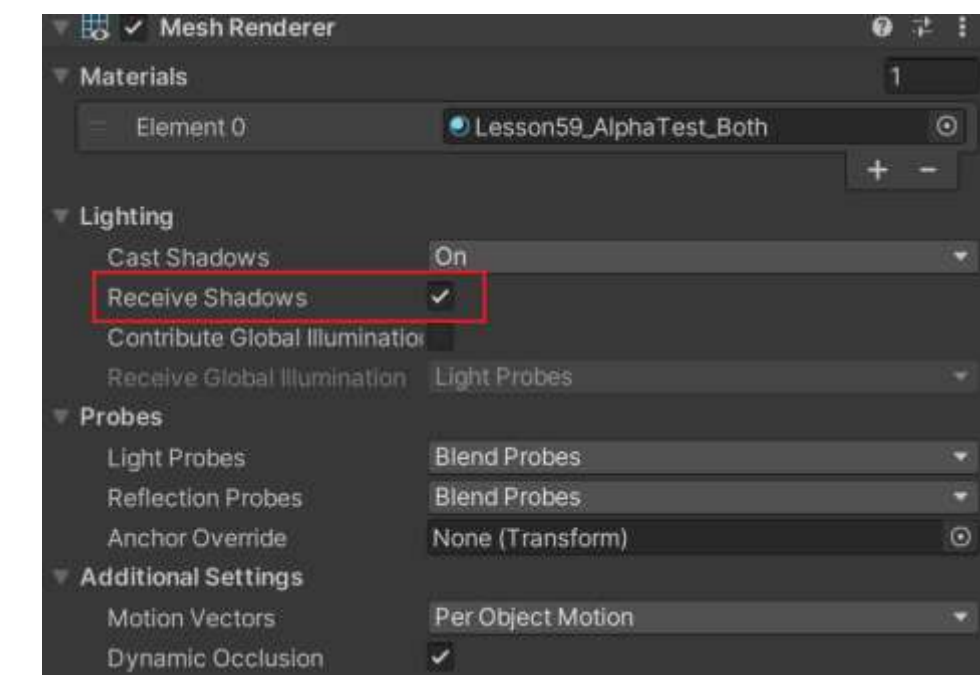 Mesh Renderer
Materials 1
Element 0 Lesson59_AlphaTest_Both
+ -
Lighting
Cast Shadows On
Receive Shadows
Contribute Global Illuminatio
Receive Global Illumination Light Probes
Probes
Light Probes Blend Probes
Reflection Probes Blend Probes
Anchor Override None (Transform)
Additional Settings
Motion Vectors Per Object Motion
Dynamic Occlusion